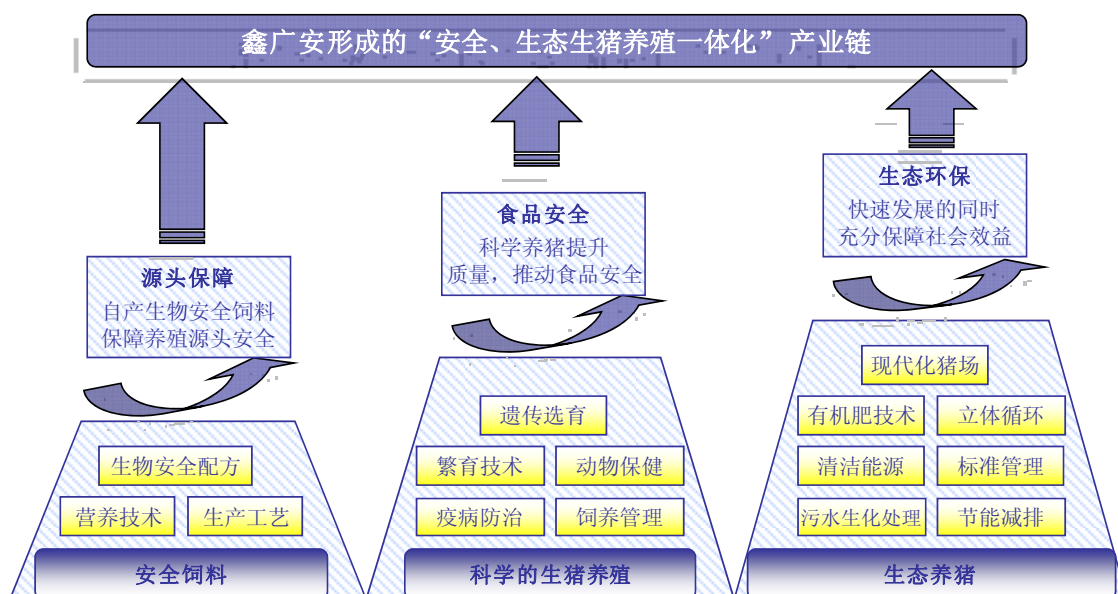 鑫广安形成的“安全、生态生猪养殖一体化”产业链
源头保障
自产生物安全饲料
保障养殖源头安全
生物安全配方
营养技术
生产工艺
安全饲料
食品安全
科学养猪提升
质量，推动食品安全
遗传选育
繁育技术
动物保健
疫病防治
饲养管理
科学的生猪养殖
生态环保
快速发展的同时
充分保障社会效益
现代化猪场
有机肥技术
立体循环
清洁能源
标准管理
污水生化处理
节能减排
生态养猪